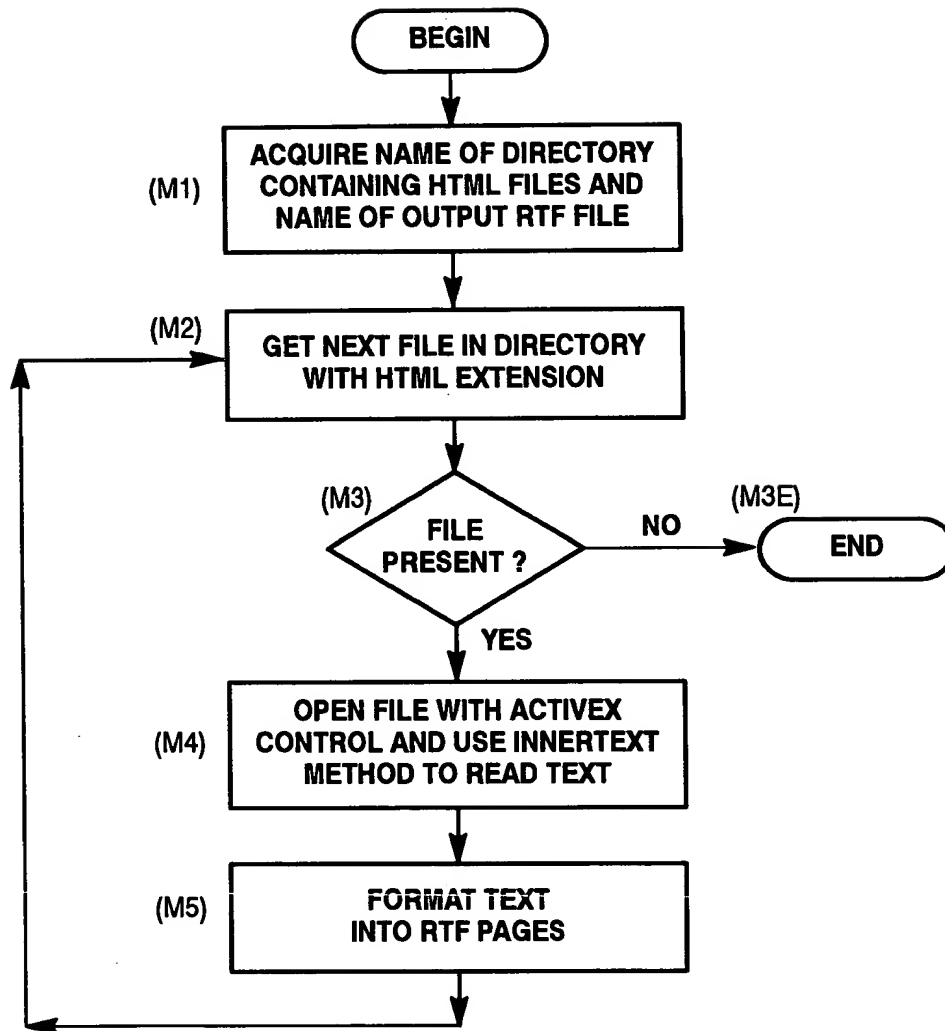 BEGIN
(M1)
ACQUIRE NAME OF DIRECTORY
CONTAINING HTML FILES AND
NAME OF OUTPUT RTF FILE
(M2)
GET NEXT FILE IN DIRECTORY
WITH HTML EXTENSION
(M3)
FILE
PRESENT ?
NO
(M3E)
END
YES
(M4)
OPEN FILE WITH ACTIVEX
CONTROL AND USE INNERTEXT
METHOD TO READ TEXT
(M5)
FORMAT TEXT
INTO RTF PAGES